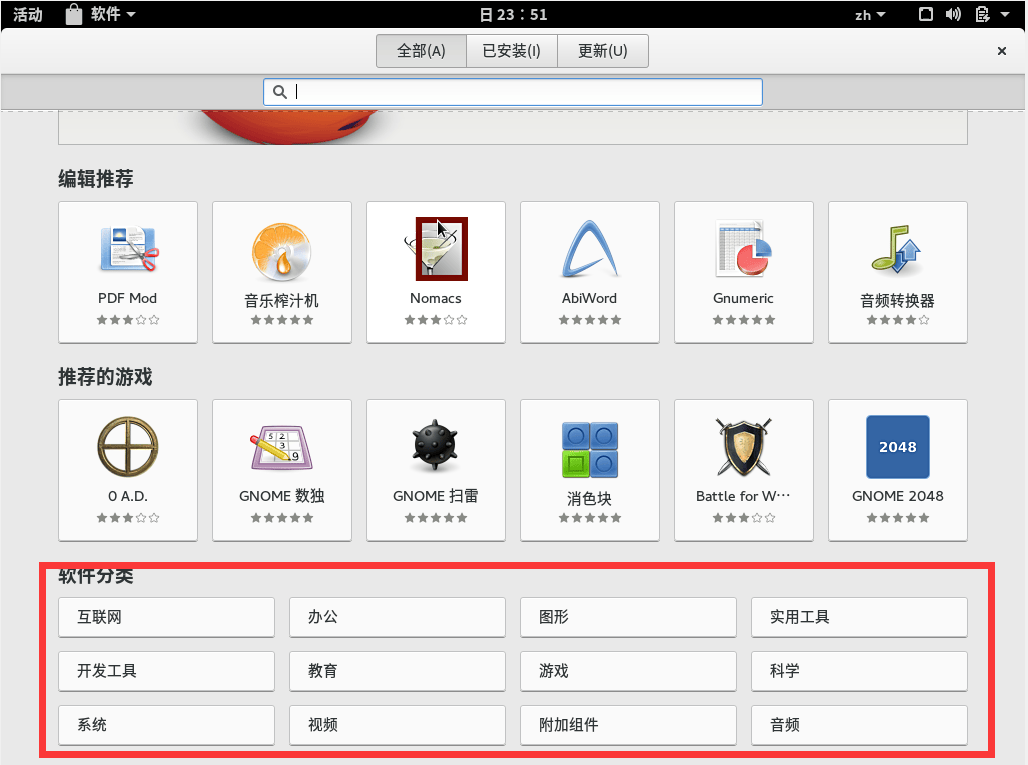 活动 软件 日 23：51 zh
全部(A) 已安装(I) 更新(U)
编辑推荐
PDF Mod 音乐榨汁机 Nomacs AbiWord Gnumeric 音频转换器
推荐的游戏
5 2
3
9
2048
0 A.D. GNOME 数独 GNOME 扫雷 消色块 Battle for W… GNOME 2048
软件分类
互联网 办公 图形 实用工具
开发工具 教育 游戏 科学
系统 视频 附加组件 音频